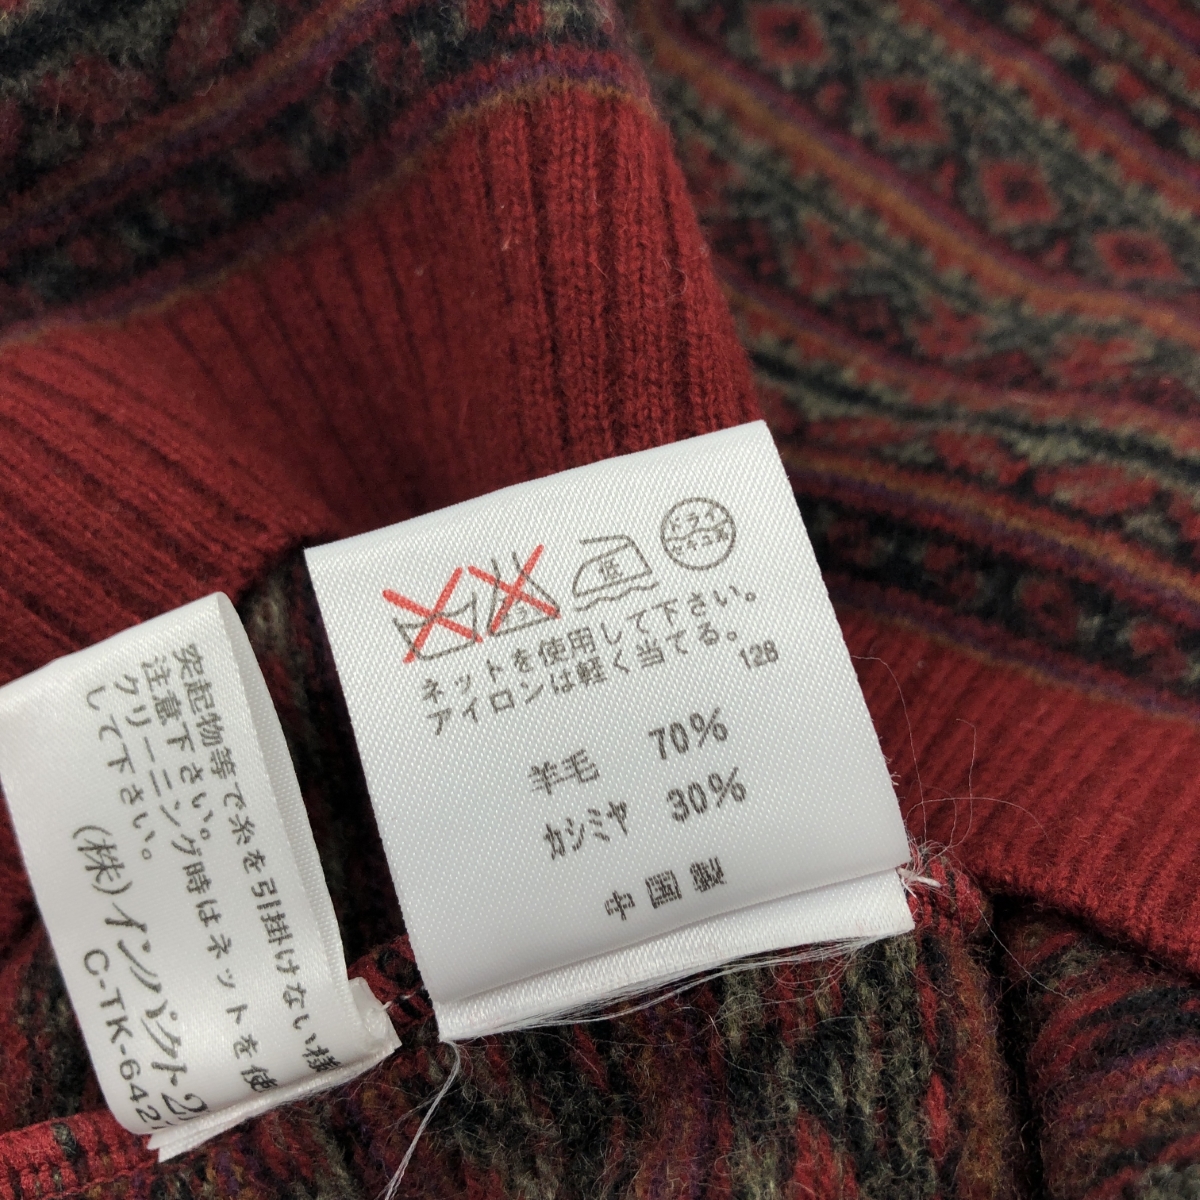 突起物等で糸を引掛けない様
注意下さい。
クリーニング時はネットを使
して下さい。
(株)インパクト2
C-TK-642
ドライ
セキユ系
低
ネットを使用して下さい。
アイロンは軽く当てる。
128
羊毛 70%
カシミヤ 30%
中国製